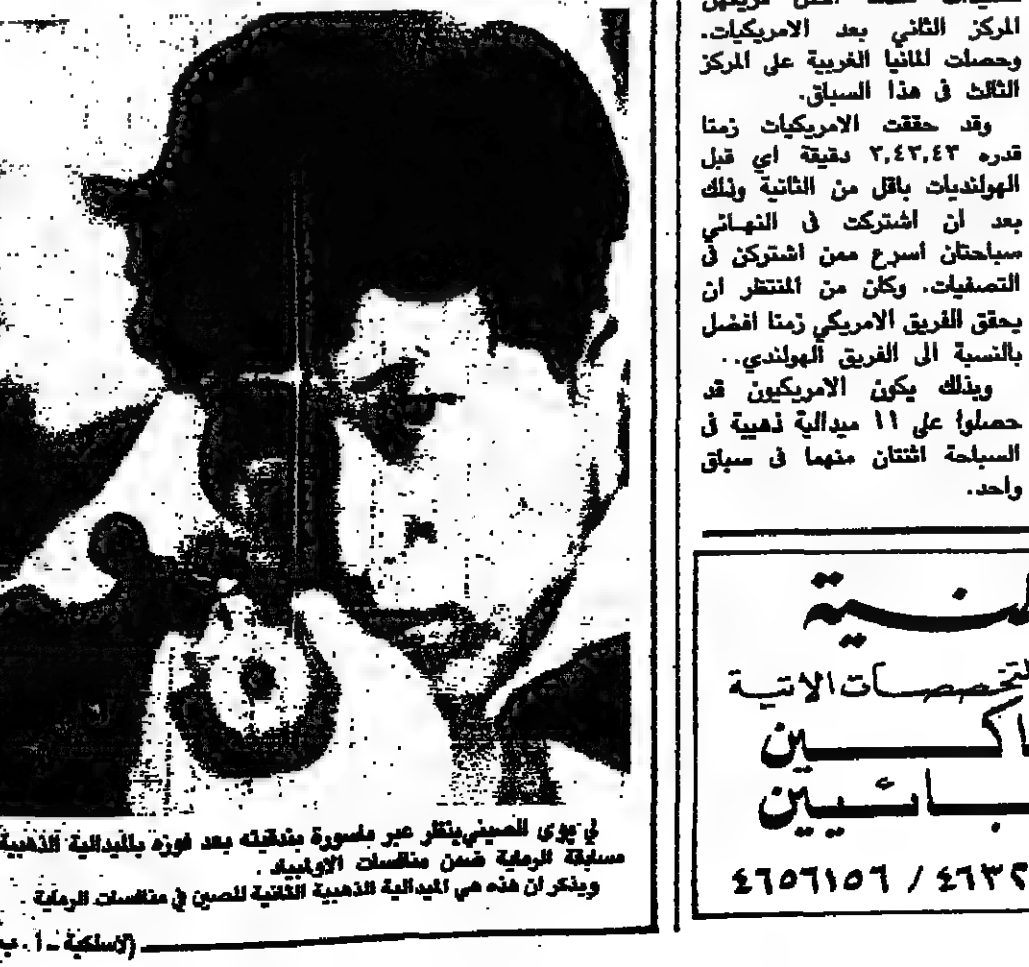 المركز الثاني بعد الامريكيات.
وحصلت المانيا الغربية على المركز
الثالث في هذا السباق.
وقد حققت الامريكيات زمنا
قدره ٣,٤٣,٤٣ دقيقة اي قبل
الهولنديات باقل من الثانية وذلك
بعد ان اشتركت في النهائي
سباحتان اسرع ممن اشتركن في
التصفيات. وكان من المنتظر ان
يحقق الفريق الامريكي زمنا افضل
بالنسبة الى الفريق الهولندي..
وبذلك يكون الامريكيون قد
حصلوا على ١١ ميدالية ذهبية في
السباحة اثنتان منهما في سباق
واحد.
الاتيــة
٤٦٥٦١٥٦ / ٤٦٣٢
لي يوي الصيني ينظر عبر ماسورة بندقيته بعد فوزه بالميدالية الذهبية
مسابقة الرماية ضمن منافسات الاولمبياد .
ويذكر ان هذه هي الميدالية الذهبية الثانية للصين في منافسات الرماية .
(لاسلكية - أ .